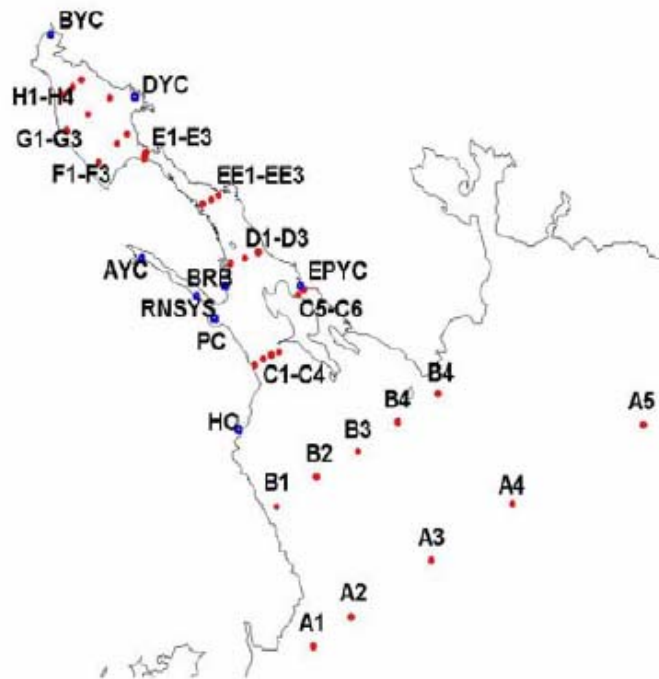 BYC
DYC
H1-H4
G1-G3
E1-E3
F1-F3
EE1-EE3
D1-D3
AYC
BRB
EPYC
RNSYS
C5-C6
PC
C1-C4
B4
B4
A5
HC
B3
B2
B1
A4
A3
A2
A1